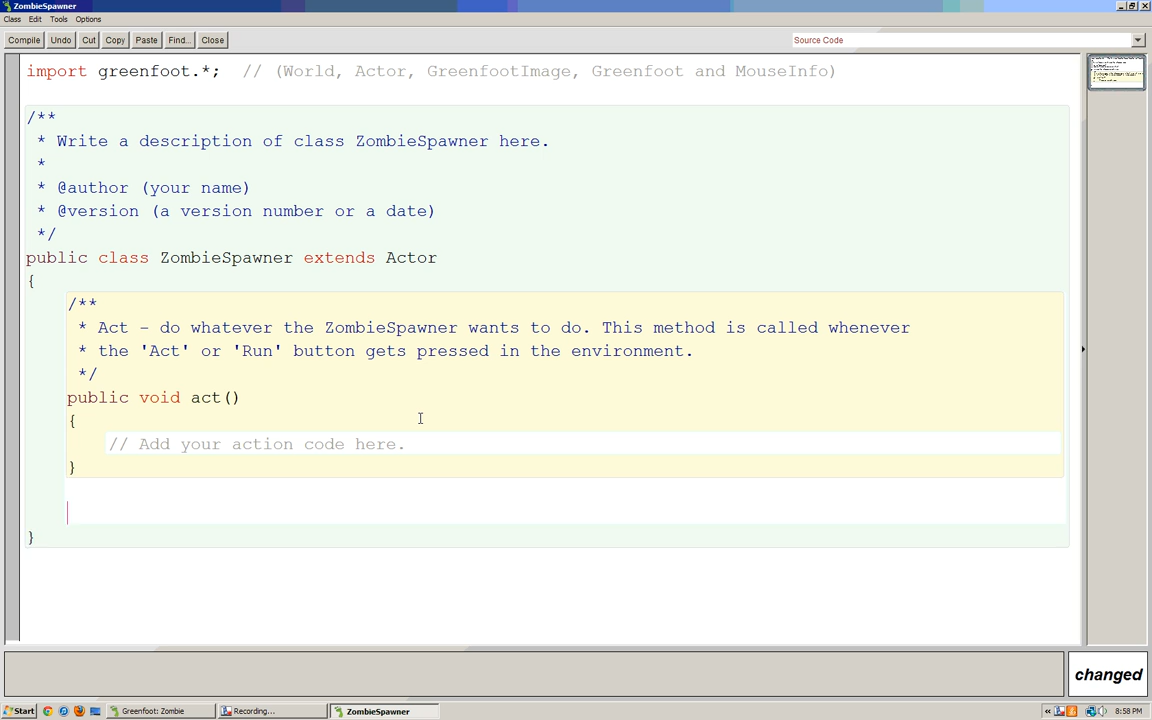 ZombieSpawner
Class Edit Tools Options
Compile Undo Cut Copy Paste Find... Close Source Code
import greenfoot.*;  // (World, Actor, GreenfootImage, Greenfoot and MouseInfo)
/**
 * Write a description of class ZombieSpawner here.
 *
 * @author (your name)
 * @version (a version number or a date)
 */
public class ZombieSpawner extends Actor
{
    /**
     * Act - do whatever the ZombieSpawner wants to do. This method is called whenever
     * the 'Act' or 'Run' button gets pressed in the environment.
     */
    public void act()
    {
        // Add your action code here.
    }
}
changed
Start Greenfoot: Zombie Recording... ZombieSpawner « 8:58 PM